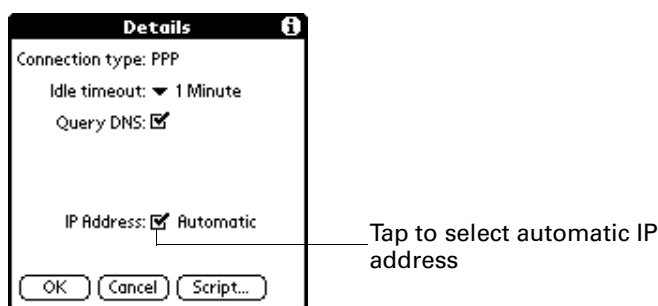 Details
Connection type: PPP
Idle timeout: 1 Minute
Query DNS:
IP Address: Automatic
Tap to select automatic IP
address
OK Cancel Script...